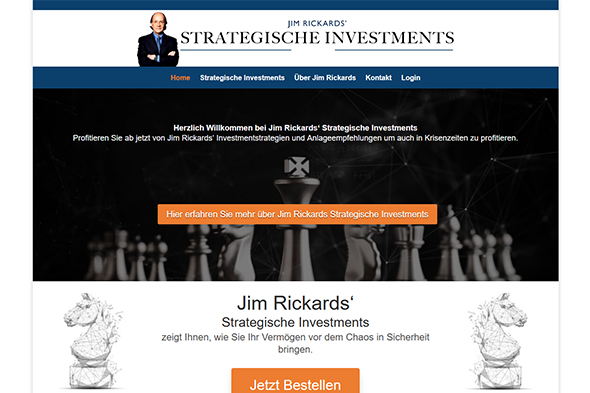 JIM RICKARDS'
STRATEGISCHE INVESTMENTS
Home Strategische Investments Über Jim Rickards Kontakt Login
Herzlich Willkommen bei Jim Rickards‘ Strategische Investments
Profitieren Sie ab jetzt von Jim Rickards' Investmentstrategien und Anlageempfehlungen um auch in Krisenzeiten zu profitieren.
Hier erfahren Sie mehr über Jim Rickards Strategische Investments
Jim Rickards‘
Strategische Investments
zeigt Ihnen, wie Sie Ihr Vermögen vor dem Chaos in Sicherheit
bringen.
Jetzt Bestellen